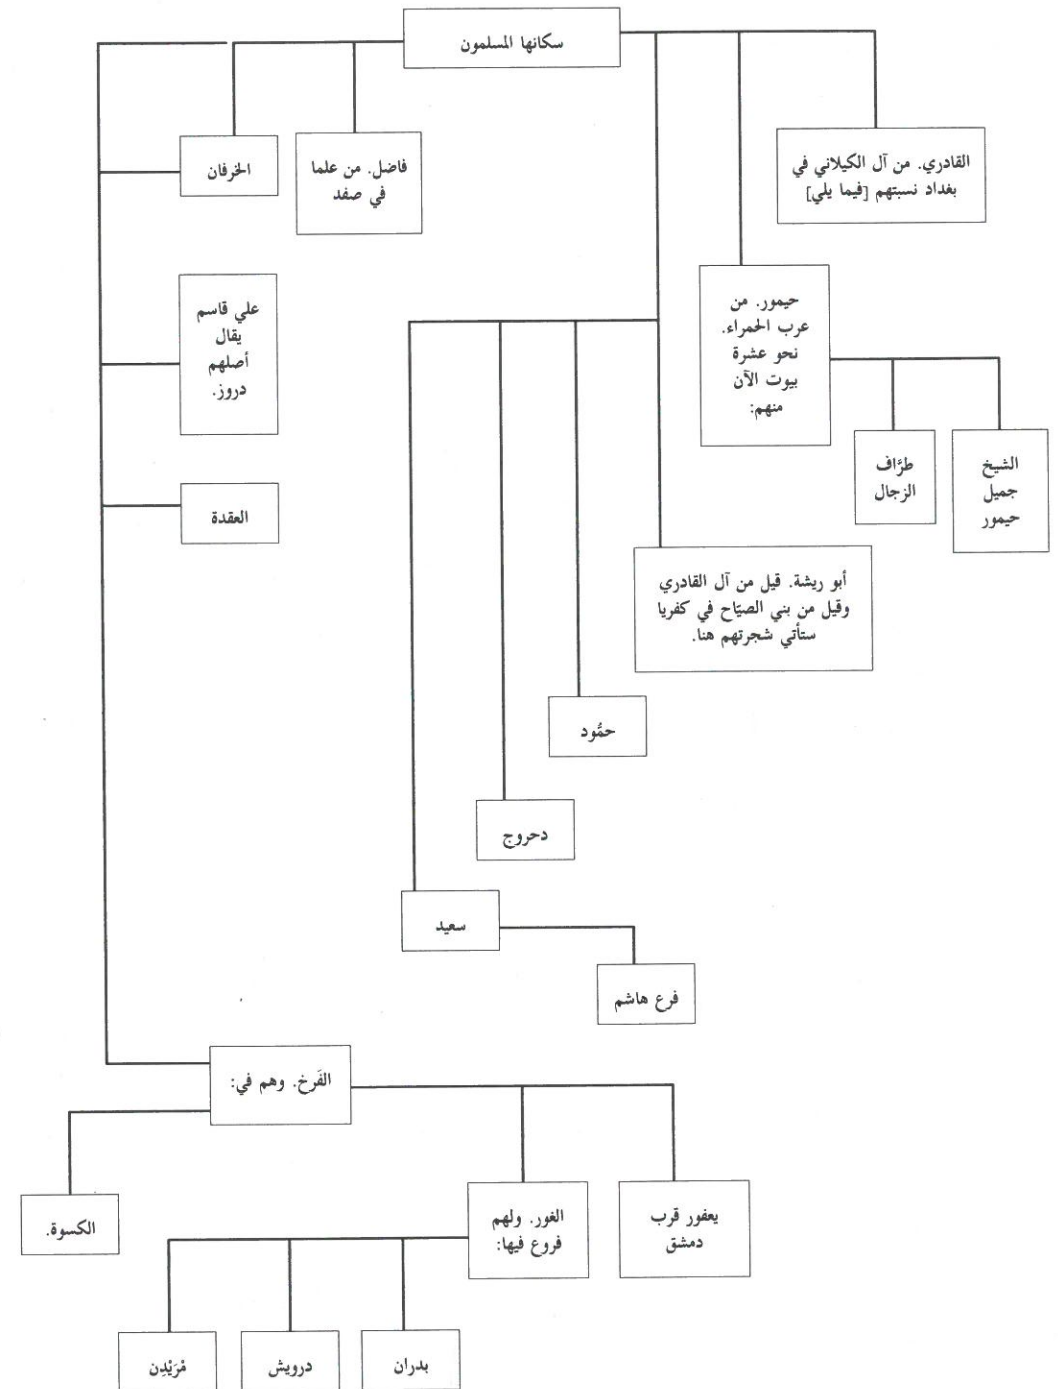 سكانها المسلمون
القادري. من آل الكيلاني في
بغداد نسبتهم [فيما يلي]
فاضل. من علما
في صفد
الخرفان
حيمور. من
عرب الحمراء.
نحو عشرة
بيوت الآن
منهم:
علي قاسم
يقال
أصلهم
دروز.
الشيخ
جميل
حيمور
طرَّاف
الزجال
العقدة
أبو ريشة. قيل من آل القادري
وقيل من بني الصيّاح في كفريا
ستأتي شجرتهم هنا.
حمُّود
دحروج
سعيد
فرع هاشم
الفَرخ. وهم في:
يعفور قرب
دمشق
الغور. ولهم
فروع فيها:
الكسوة.
بدران
درويش
مْرَيْدِن